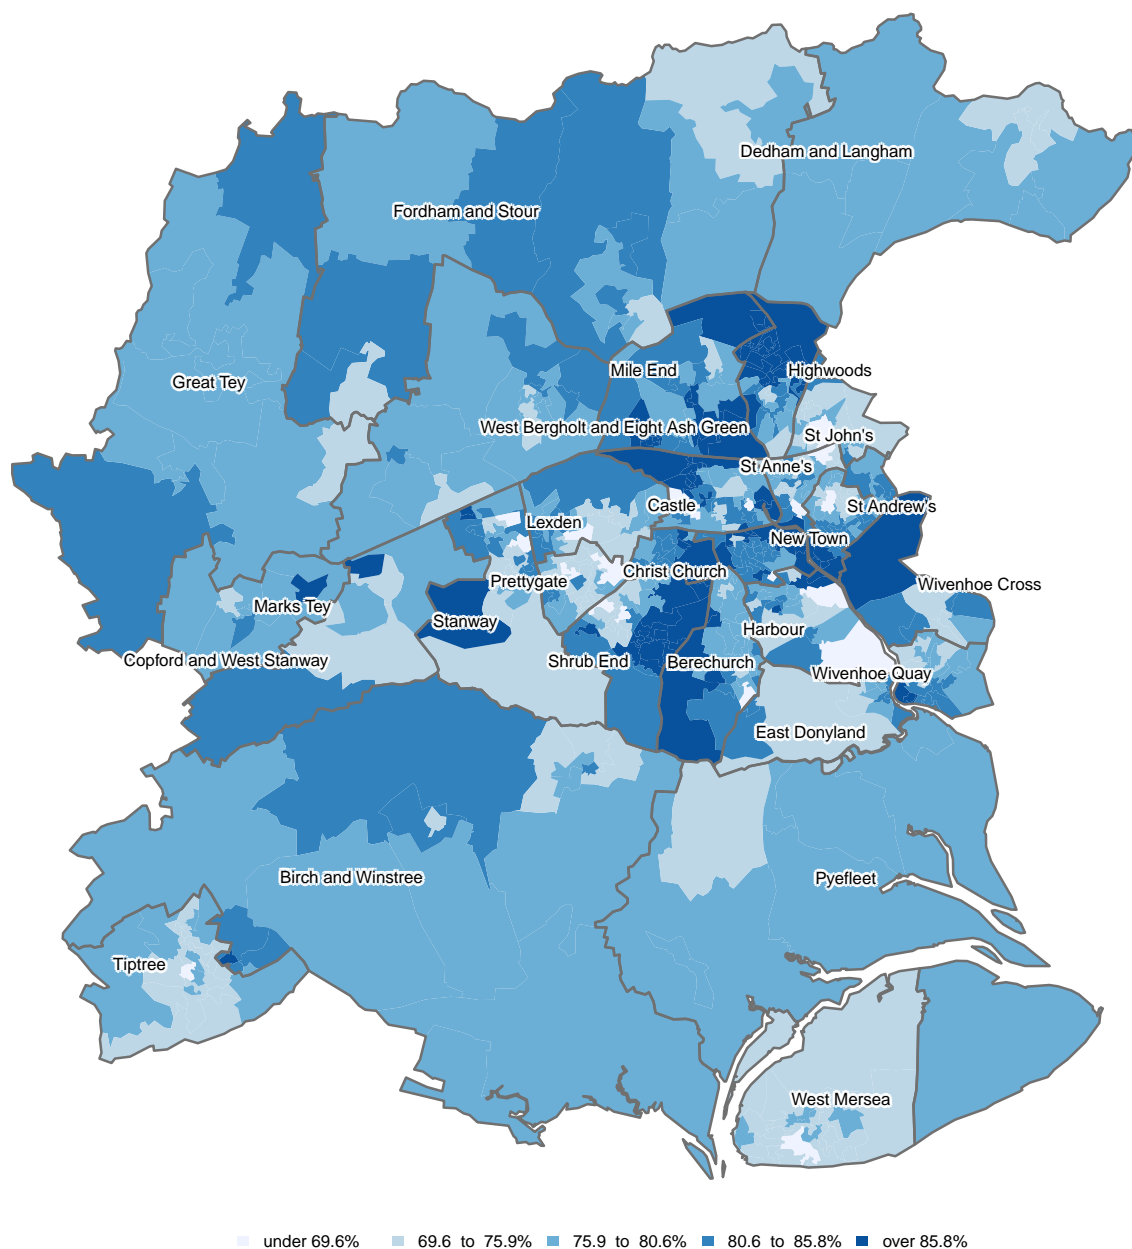 Dedham and Langham
Fordham and Stour
Mile End
Highwoods
Great Tey
West Bergholt and Eight Ash Green
St John's
St Anne's
Castle
St Andrew's
Lexden
New Town
Prettygate
Christ Church
Wivenhoe Cross
Marks Tey
Stanway
Harbour
Copford and West Stanway
Shrub End
Berechurch
Wivenhoe Quay
East Donyland
Birch and Winstree
Pyefleet
Tiptree
West Mersea
under 69.6% 69.6 to 75.9% 75.9 to 80.6% 80.6 to 85.8% over 85.8%